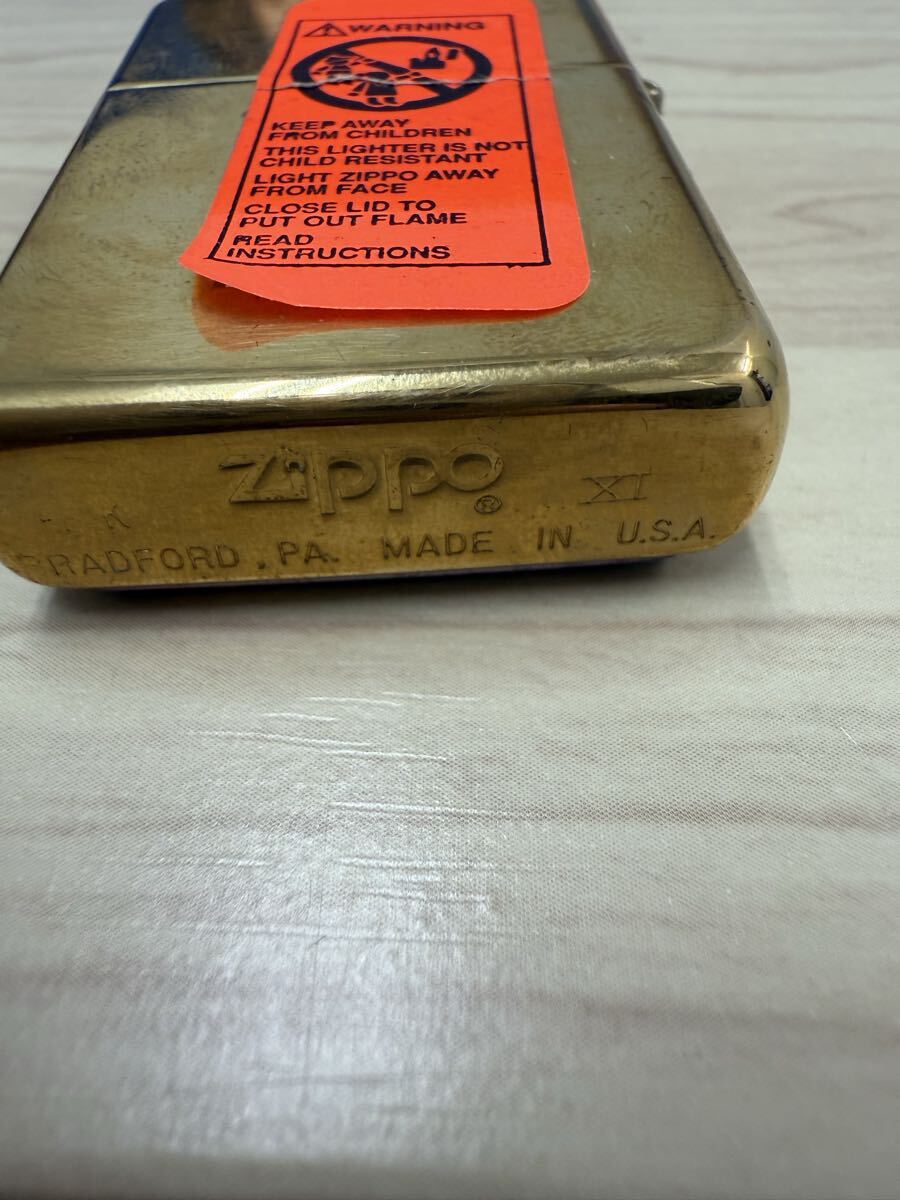 ⚠WARNING
KEEP AWAY
FROM CHILDREN
THIS LIGHTER IS NOT
CHILD RESISTANT
LIGHT ZIPPO AWAY
FROM FACE
CLOSE LID TO
PUT OUT FLAME
READ
INSTRUCTIONS
Zippo® XI
BRADFORD, PA. MADE IN U.S.A.